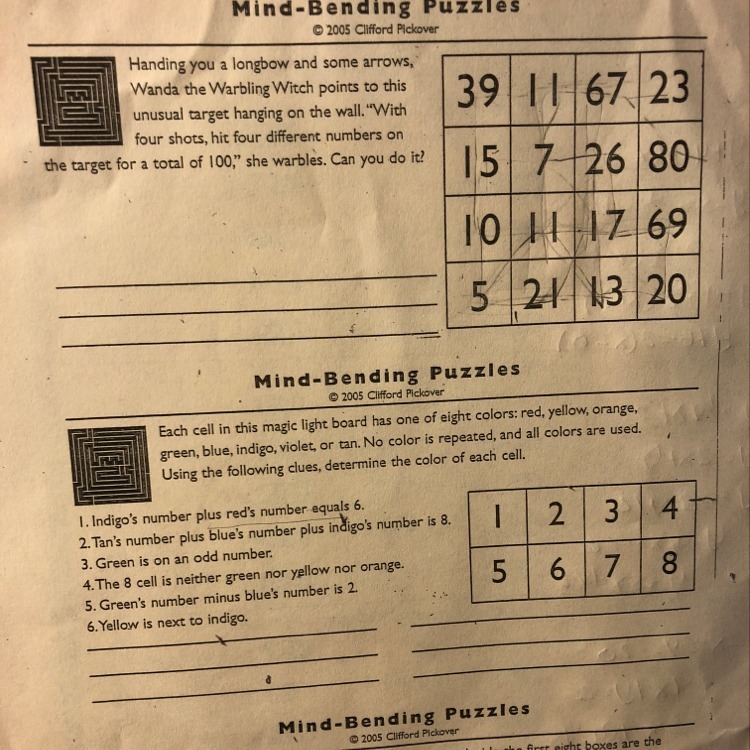 Mind-Bending Puzzles
© 2005 Clifford Pickover
Handing you a longbow and some arrows,
Wanda the Warbling Witch points to this
unusual target hanging on the wall. "With
four shots, hit four different numbers on
the target for a total of 100," she warbles. Can you do it?
39 11 67 23
15 7 26 80
10 11 17 69
5 21 13 20
Mind-Bending Puzzles
© 2005 Clifford Pickover
Each cell in this magic light board has one of eight colors: red, yellow, orange,
green, blue, indigo, violet, or tan. No color is repeated, and all colors are used.
Using the following clues, determine the color of each cell.
1. Indigo's number plus red's number equals 6.
2. Tan's number plus blue's number plus indigo's number is 8.
3. Green is on an odd number.
4. The 8 cell is neither green nor yellow nor orange.
5. Green's number minus blue's number is 2.
6. Yellow is next to indigo.
1 2 3 4
5 6 7 8
Mind-Bending Puzzles
© 2005 Clifford Pickover
first eight boxes are the